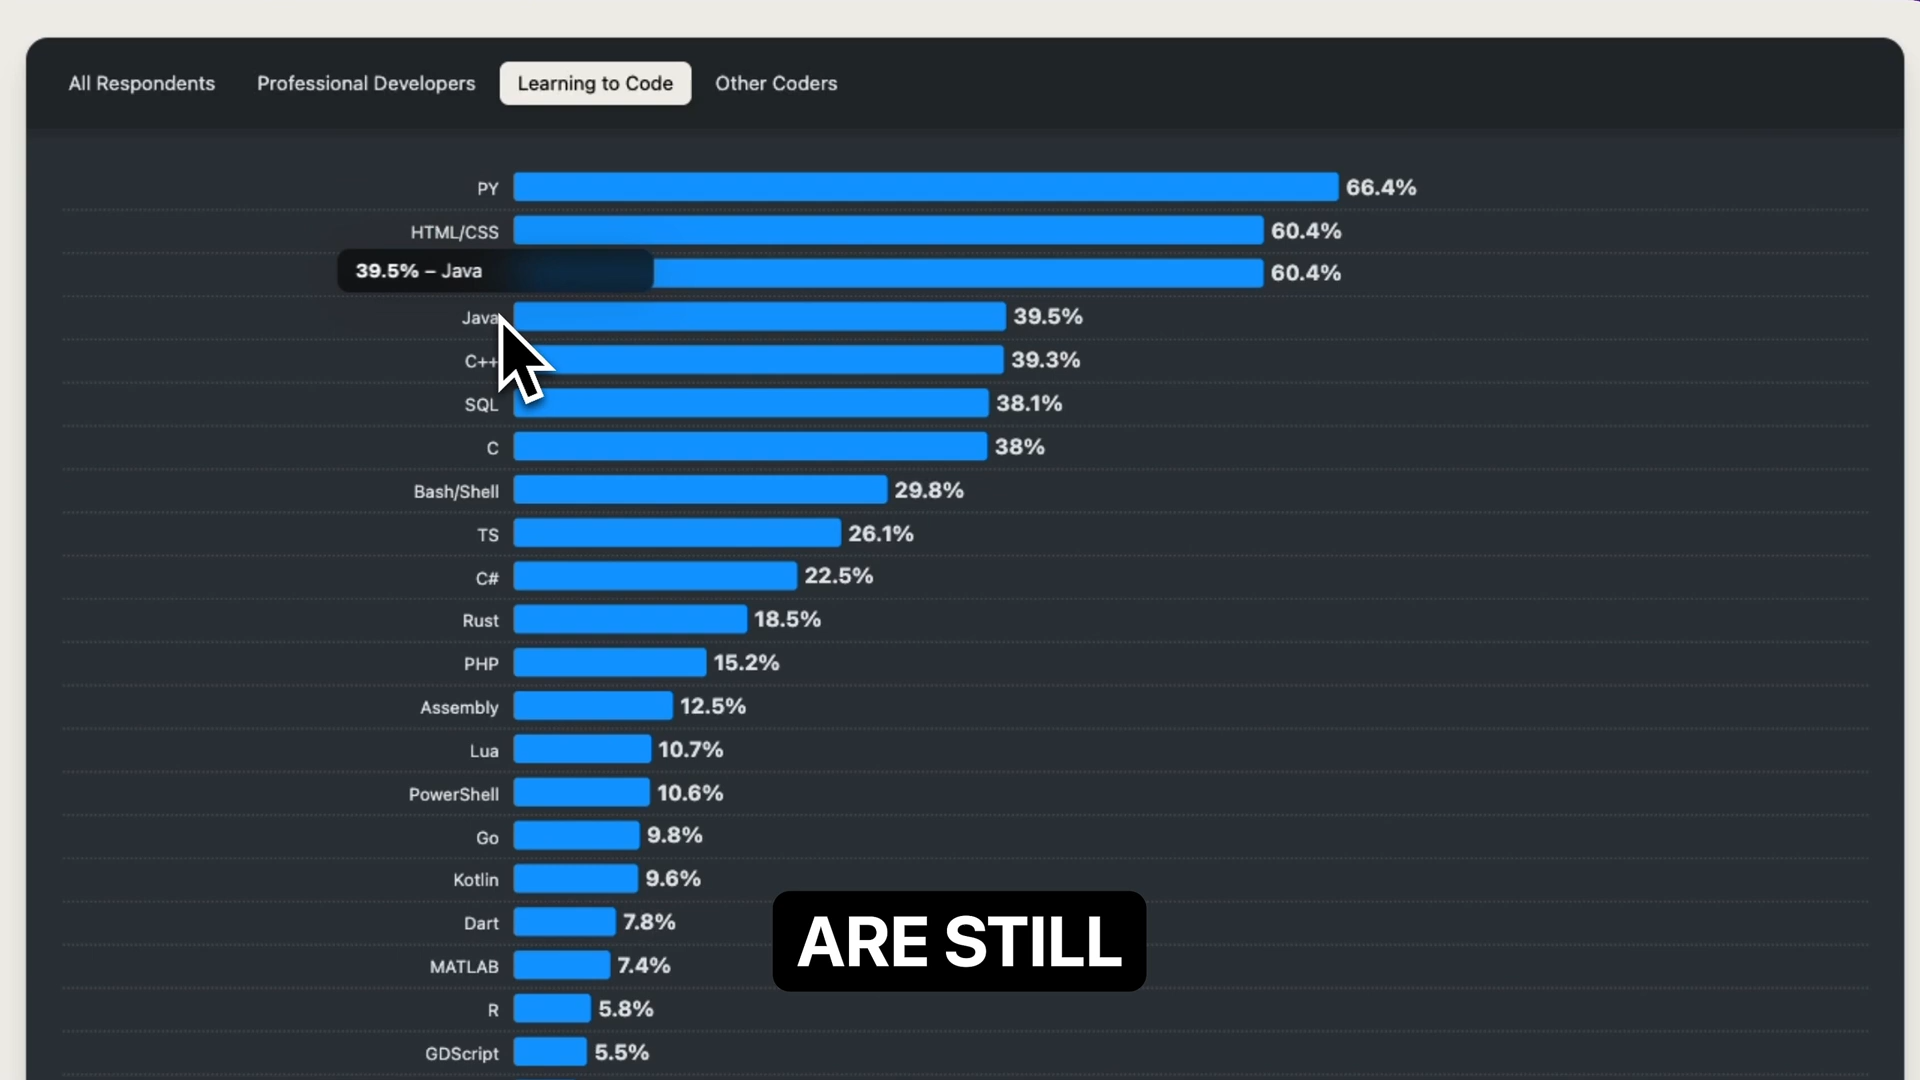 All Respondents Professional Developers Learning to Code Other Coders
PY 66.4%
HTML/CSS 60.4%
39.5% – Java 60.4%
Java 39.5%
C++ 39.3%
SQL 38.1%
C 38%
Bash/Shell 29.8%
TS 26.1%
C# 22.5%
Rust 18.5%
PHP 15.2%
Assembly 12.5%
Lua 10.7%
PowerShell 10.6%
Go 9.8%
Kotlin 9.6%
Dart 7.8%
ARE STILL
MATLAB 7.4%
R 5.8%
GDScript 5.5%